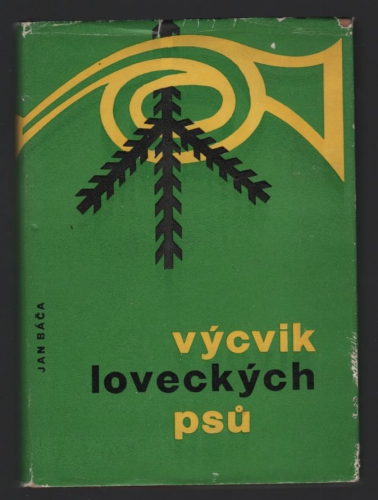 JAN BÁČA
výcvik
loveckých
psů